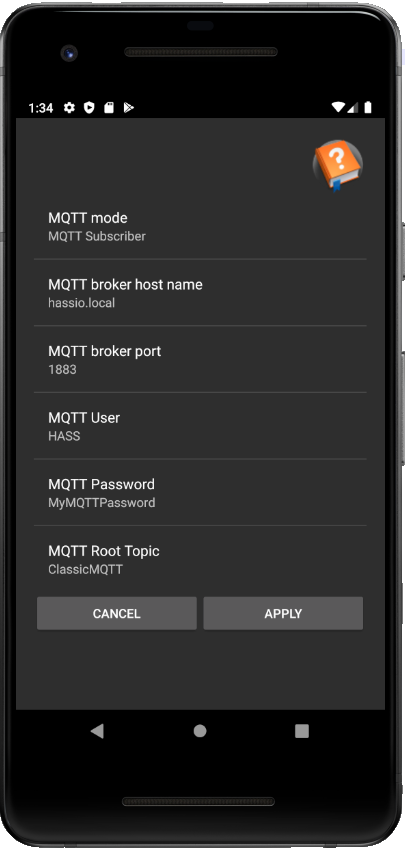 1:34
?
MQTT mode
MQTT Subscriber
MQTT broker host name
hassio.local
MQTT broker port
1883
MQTT User
HASS
MQTT Password
MyMQTTPassword
MQTT Root Topic
ClassicMQTT
CANCEL
APPLY